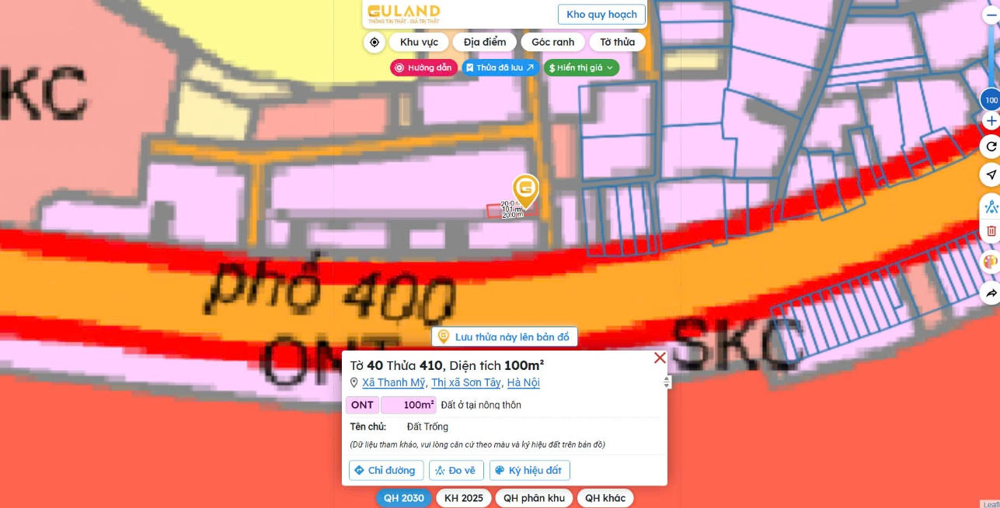 GULAND
THÔNG TIN THẬT - GIÁ TRỊ THẬT
Kho quy hoạch
Khu vực
Địa điểm
Góc ranh
Tờ thửa
Hướng dẫn
Thửa đã lưu
$ Hiển thị giá
KC
100
20.0 m
101 m
20.0 m
phố 400
ONT
SKC
Lưu thửa này lên bản đồ
Tờ 40 Thửa 410, Diện tích 100m²
Xã Thanh Mỹ, Thị xã Sơn Tây, Hà Nội
ONT 100m² Đất ở tại nông thôn
Tên chủ: Đất Trống
(Dữ liệu tham khảo, vui lòng căn cứ theo màu và ký hiệu đất trên bản đồ)
Chỉ đường
Đo vẽ
Ký hiệu đất
QH 2030
KH 2025
QH phân khu
QH khác
Leafl